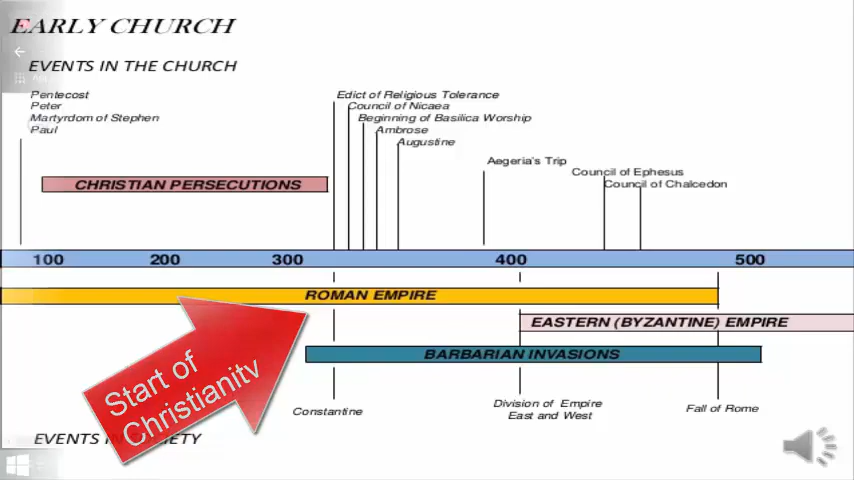 EARLY CHURCH
EVENTS IN THE CHURCH
Pentecost
Peter
Martyrdom of Stephen
Paul
Edict of Religious Tolerance
Council of Nicaea
Beginning of Basilica Worship
Ambrose
Augustine
Aegeria's Trip
Council of Ephesus
Council of Chalcedon
CHRISTIAN PERSECUTIONS
100 200 300 400 500
ROMAN EMPIRE
EASTERN (BYZANTINE) EMPIRE
BARBARIAN INVASIONS
Start of
Christianity
Constantine
Division of Empire
East and West
Fall of Rome
EVENTS IN